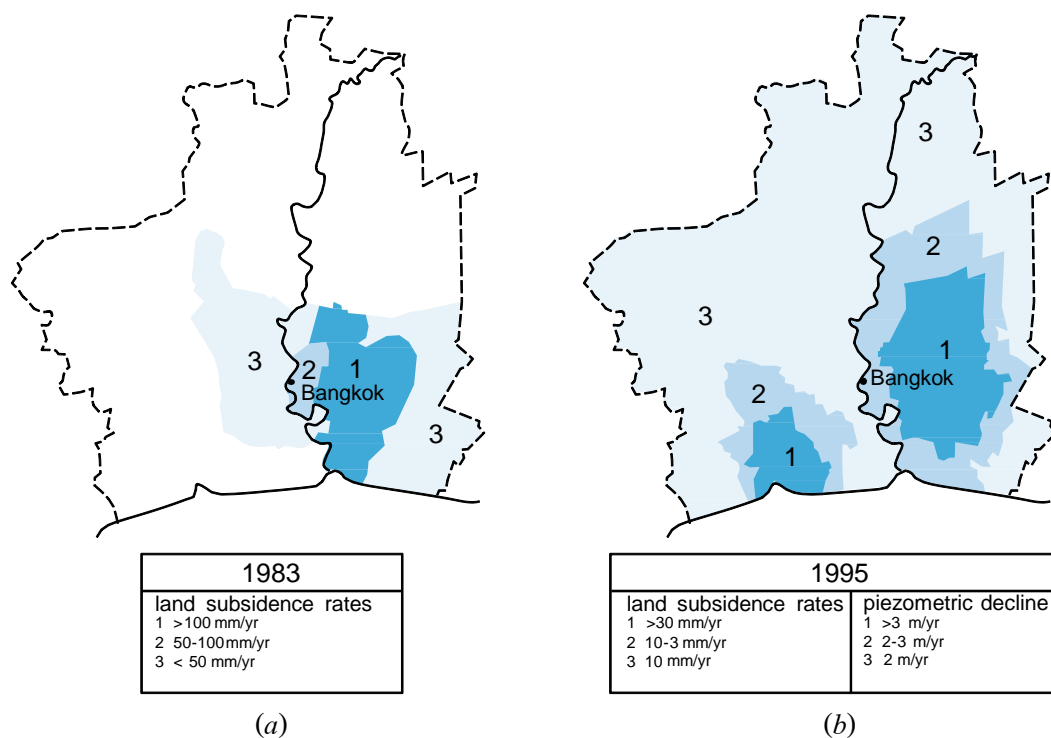 3
2
1
Bangkok
3
1983
land subsidence rates
1 >100 mm/yr
2 50-100 mm/yr
3 < 50 mm/yr
(a)
3
2
3
1
Bangkok
2
1
1995
land subsidence rates
1 >30 mm/yr
2 10-3 mm/yr
3 10 mm/yr
piezometric decline
1 >3 m/yr
2 2-3 m/yr
3 2 m/yr
(b)